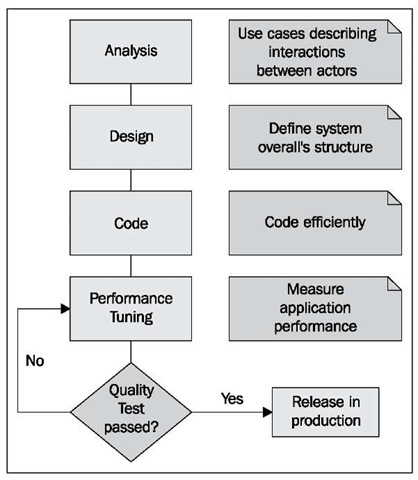 Analysis
Use cases describing
interactions
between actors
Design
Define system
overall's structure
Code
Code efficiently
Performance
Tuning
Measure
application
performance
No
Quality
Test
passed?
Yes
Release in
production